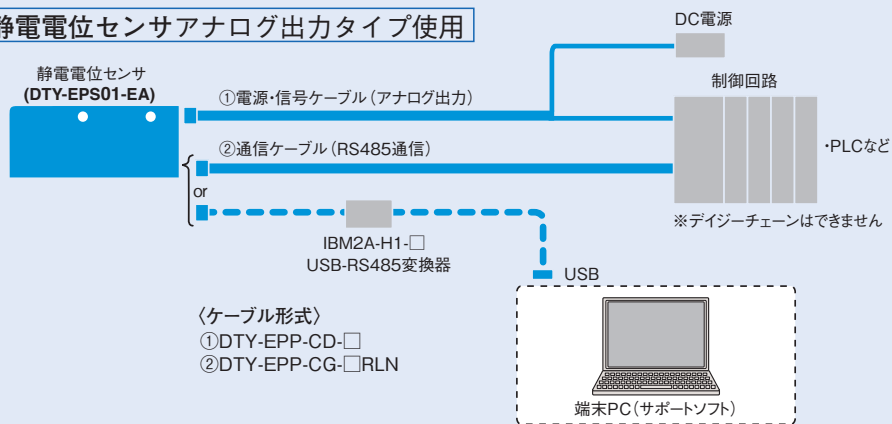 静電電位センサアナログ出力タイプ使用
DC電源
静電電位センサ
(DTY-EPS01-EA)
①電源・信号ケーブル(アナログ出力)
制御回路
②通信ケーブル(RS485通信)
・PLCなど
or
※デイジーチェーンはできません
IBM2A-H1-□
USB-RS485変換器
USB
〈ケーブル形式〉
①DTY-EPP-CD-□
②DTY-EPP-CG-□RLN
端末PC(サポートソフト)